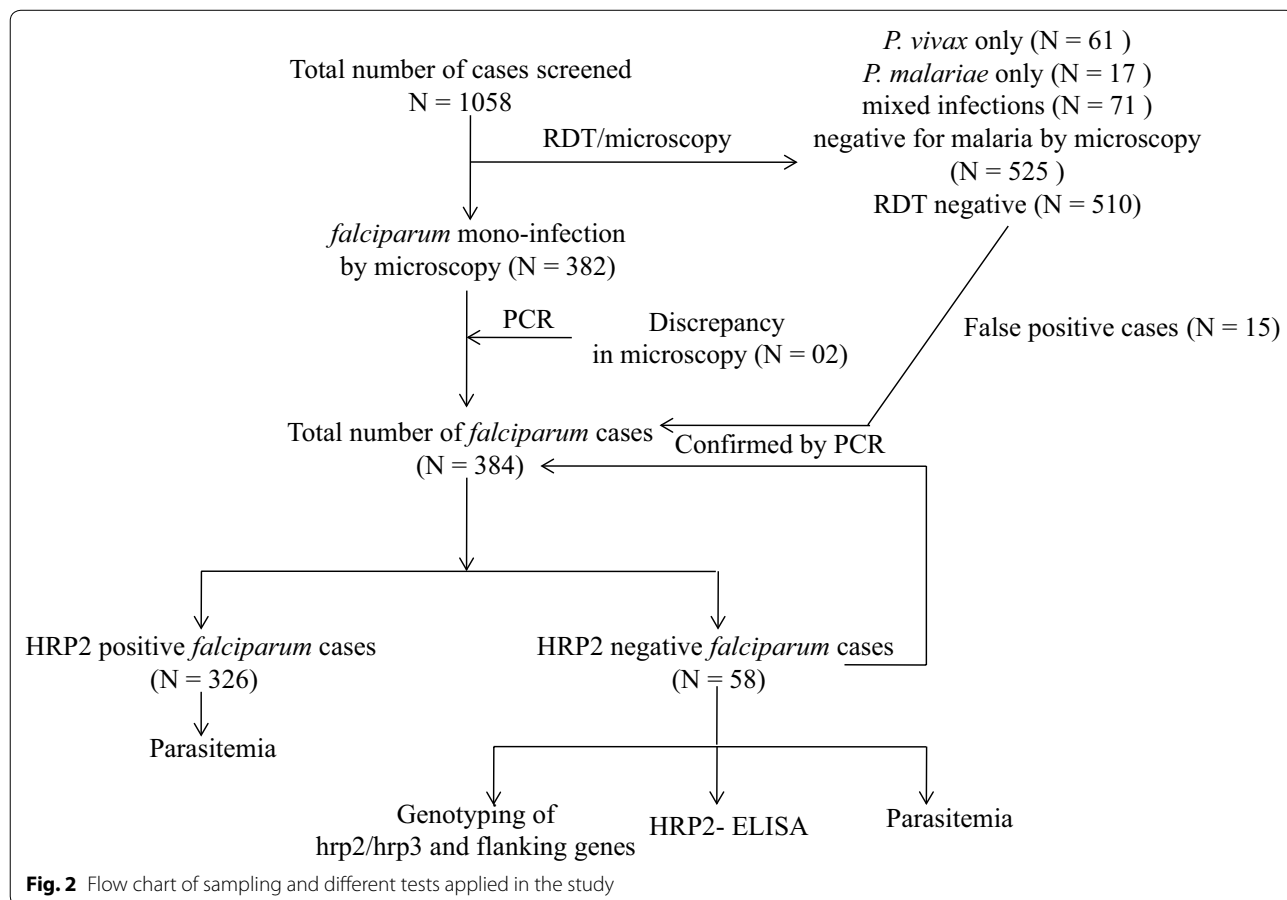 Total number of cases screened
N = 1058
P. vivax only (N = 61 )
P. malariae only (N = 17 )
mixed infections (N = 71 )
negative for malaria by microscopy
(N = 525 )
RDT negative (N = 510)
RDT/microscopy
falciparum mono-infection
by microscopy (N = 382)
PCR
Discrepancy
in microscopy (N = 02)
False positive cases (N = 15)
Total number of falciparum cases
(N = 384)
Confirmed by PCR
HRP2 positive falciparum cases
(N = 326)
HRP2 negative falciparum cases
(N = 58)
Parasitemia
Genotyping of
hrp2/hrp3 and flanking genes
HRP2- ELISA
Parasitemia
Fig. 2 Flow chart of sampling and different tests applied in the study